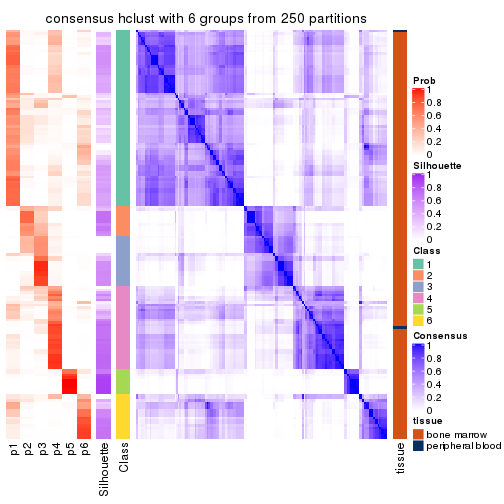 consensus hclust with 6 groups from 250 partitions
Prob
1
0.8
0.6
0.4
0.2
0
Silhouette
1
0.8
0.6
0.4
0.2
0
Class
1
2
3
4
5
6
Consensus
1
0.8
0.6
0.4
0.2
0
tissue
bone marrow
peripheral blood
p1
p2
p3
p4
p5
p6
Silhouette
Class
tissue